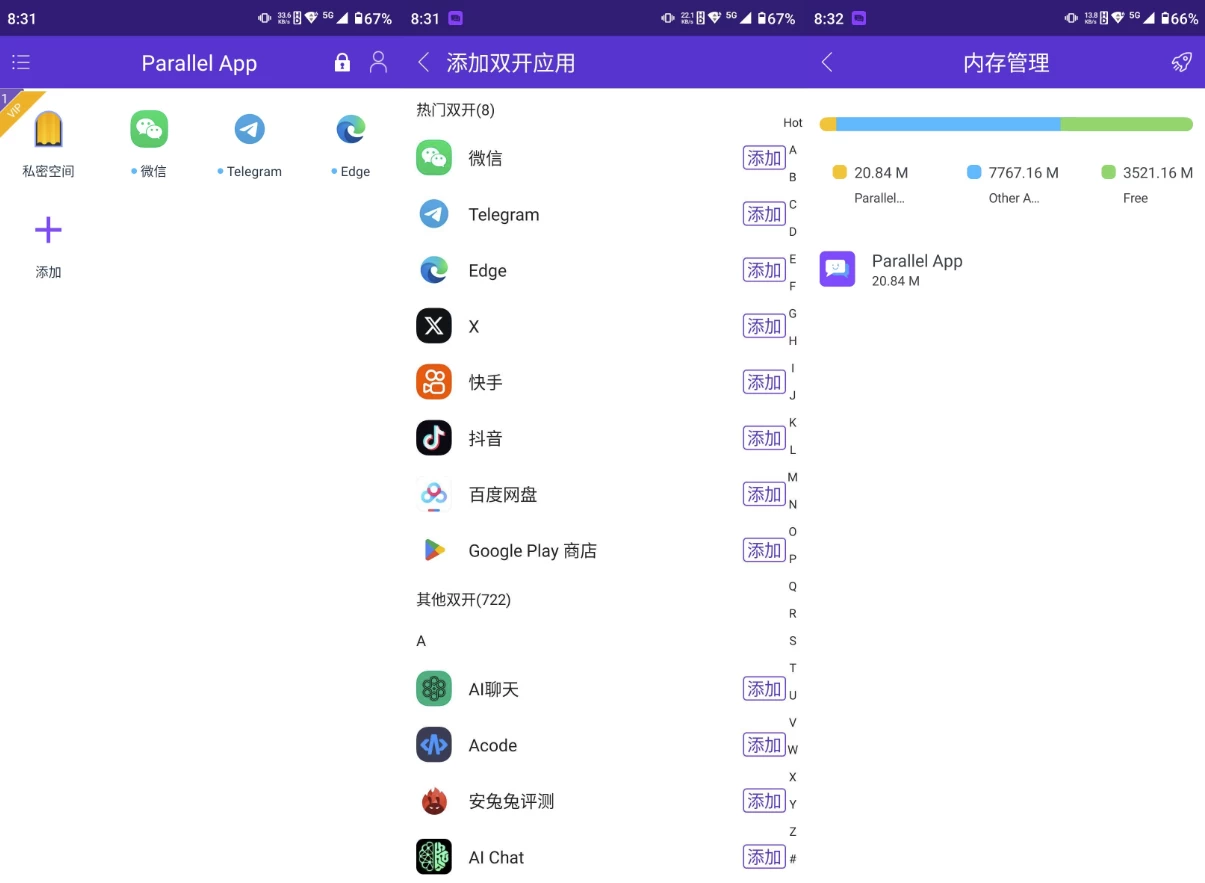 8:31
33.6
KB/s
5G
67%
Parallel App
1
VIP
私密空间
微信
Telegram
Edge
添加
8:31
22.1
KB/s
5G
67%
添加双开应用
热门双开(8)
Hot
微信
添加
Telegram
添加
Edge
添加
X
添加
快手
添加
抖音
添加
百度网盘
添加
Google Play 商店
添加
其他双开(722)
A
AI聊天
添加
Acode
添加
安兔兔评测
添加
AI Chat
添加
A
B
C
D
E
F
G
H
I
J
K
L
M
N
O
P
Q
R
S
T
U
V
W
X
Y
Z
#
8:32
13.8
KB/s
5G
66%
内存管理
20.84 M
Parallel...
7767.16 M
Other A...
3521.16 M
Free
Parallel App
20.84 M